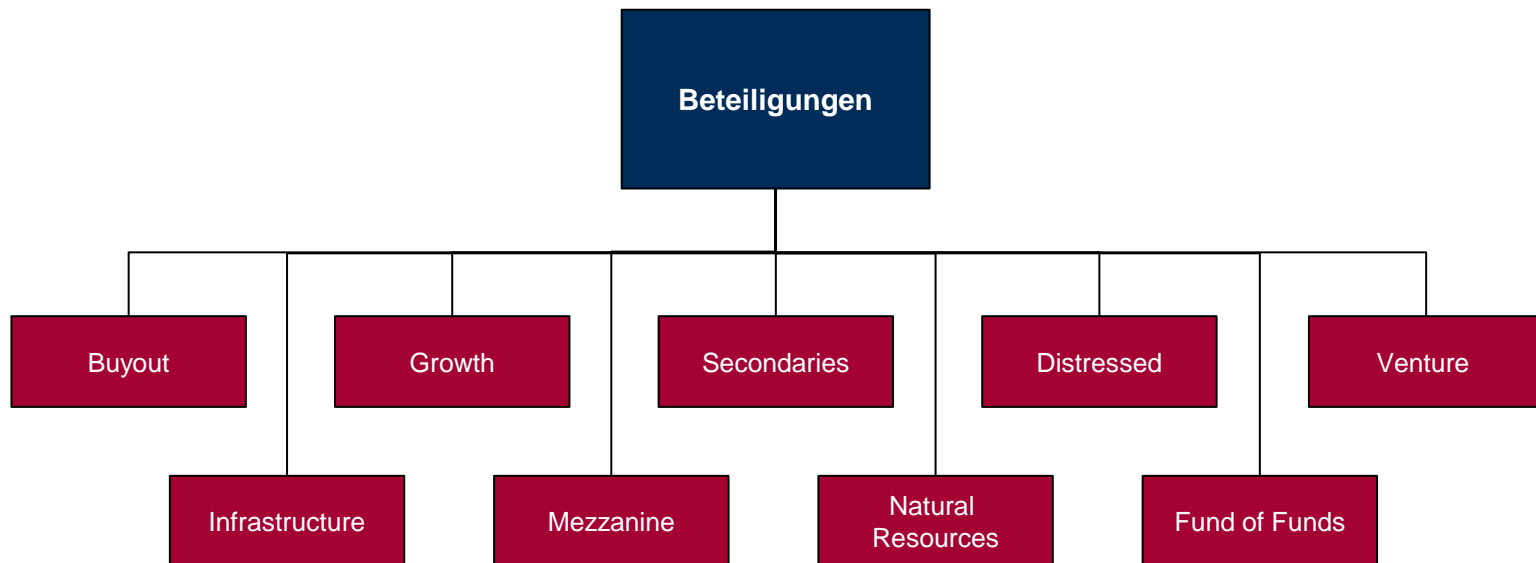 Beteiligungen
Buyout
Growth
Secondaries
Distressed
Venture
Infrastructure
Mezzanine
Natural
Resources
Fund of Funds